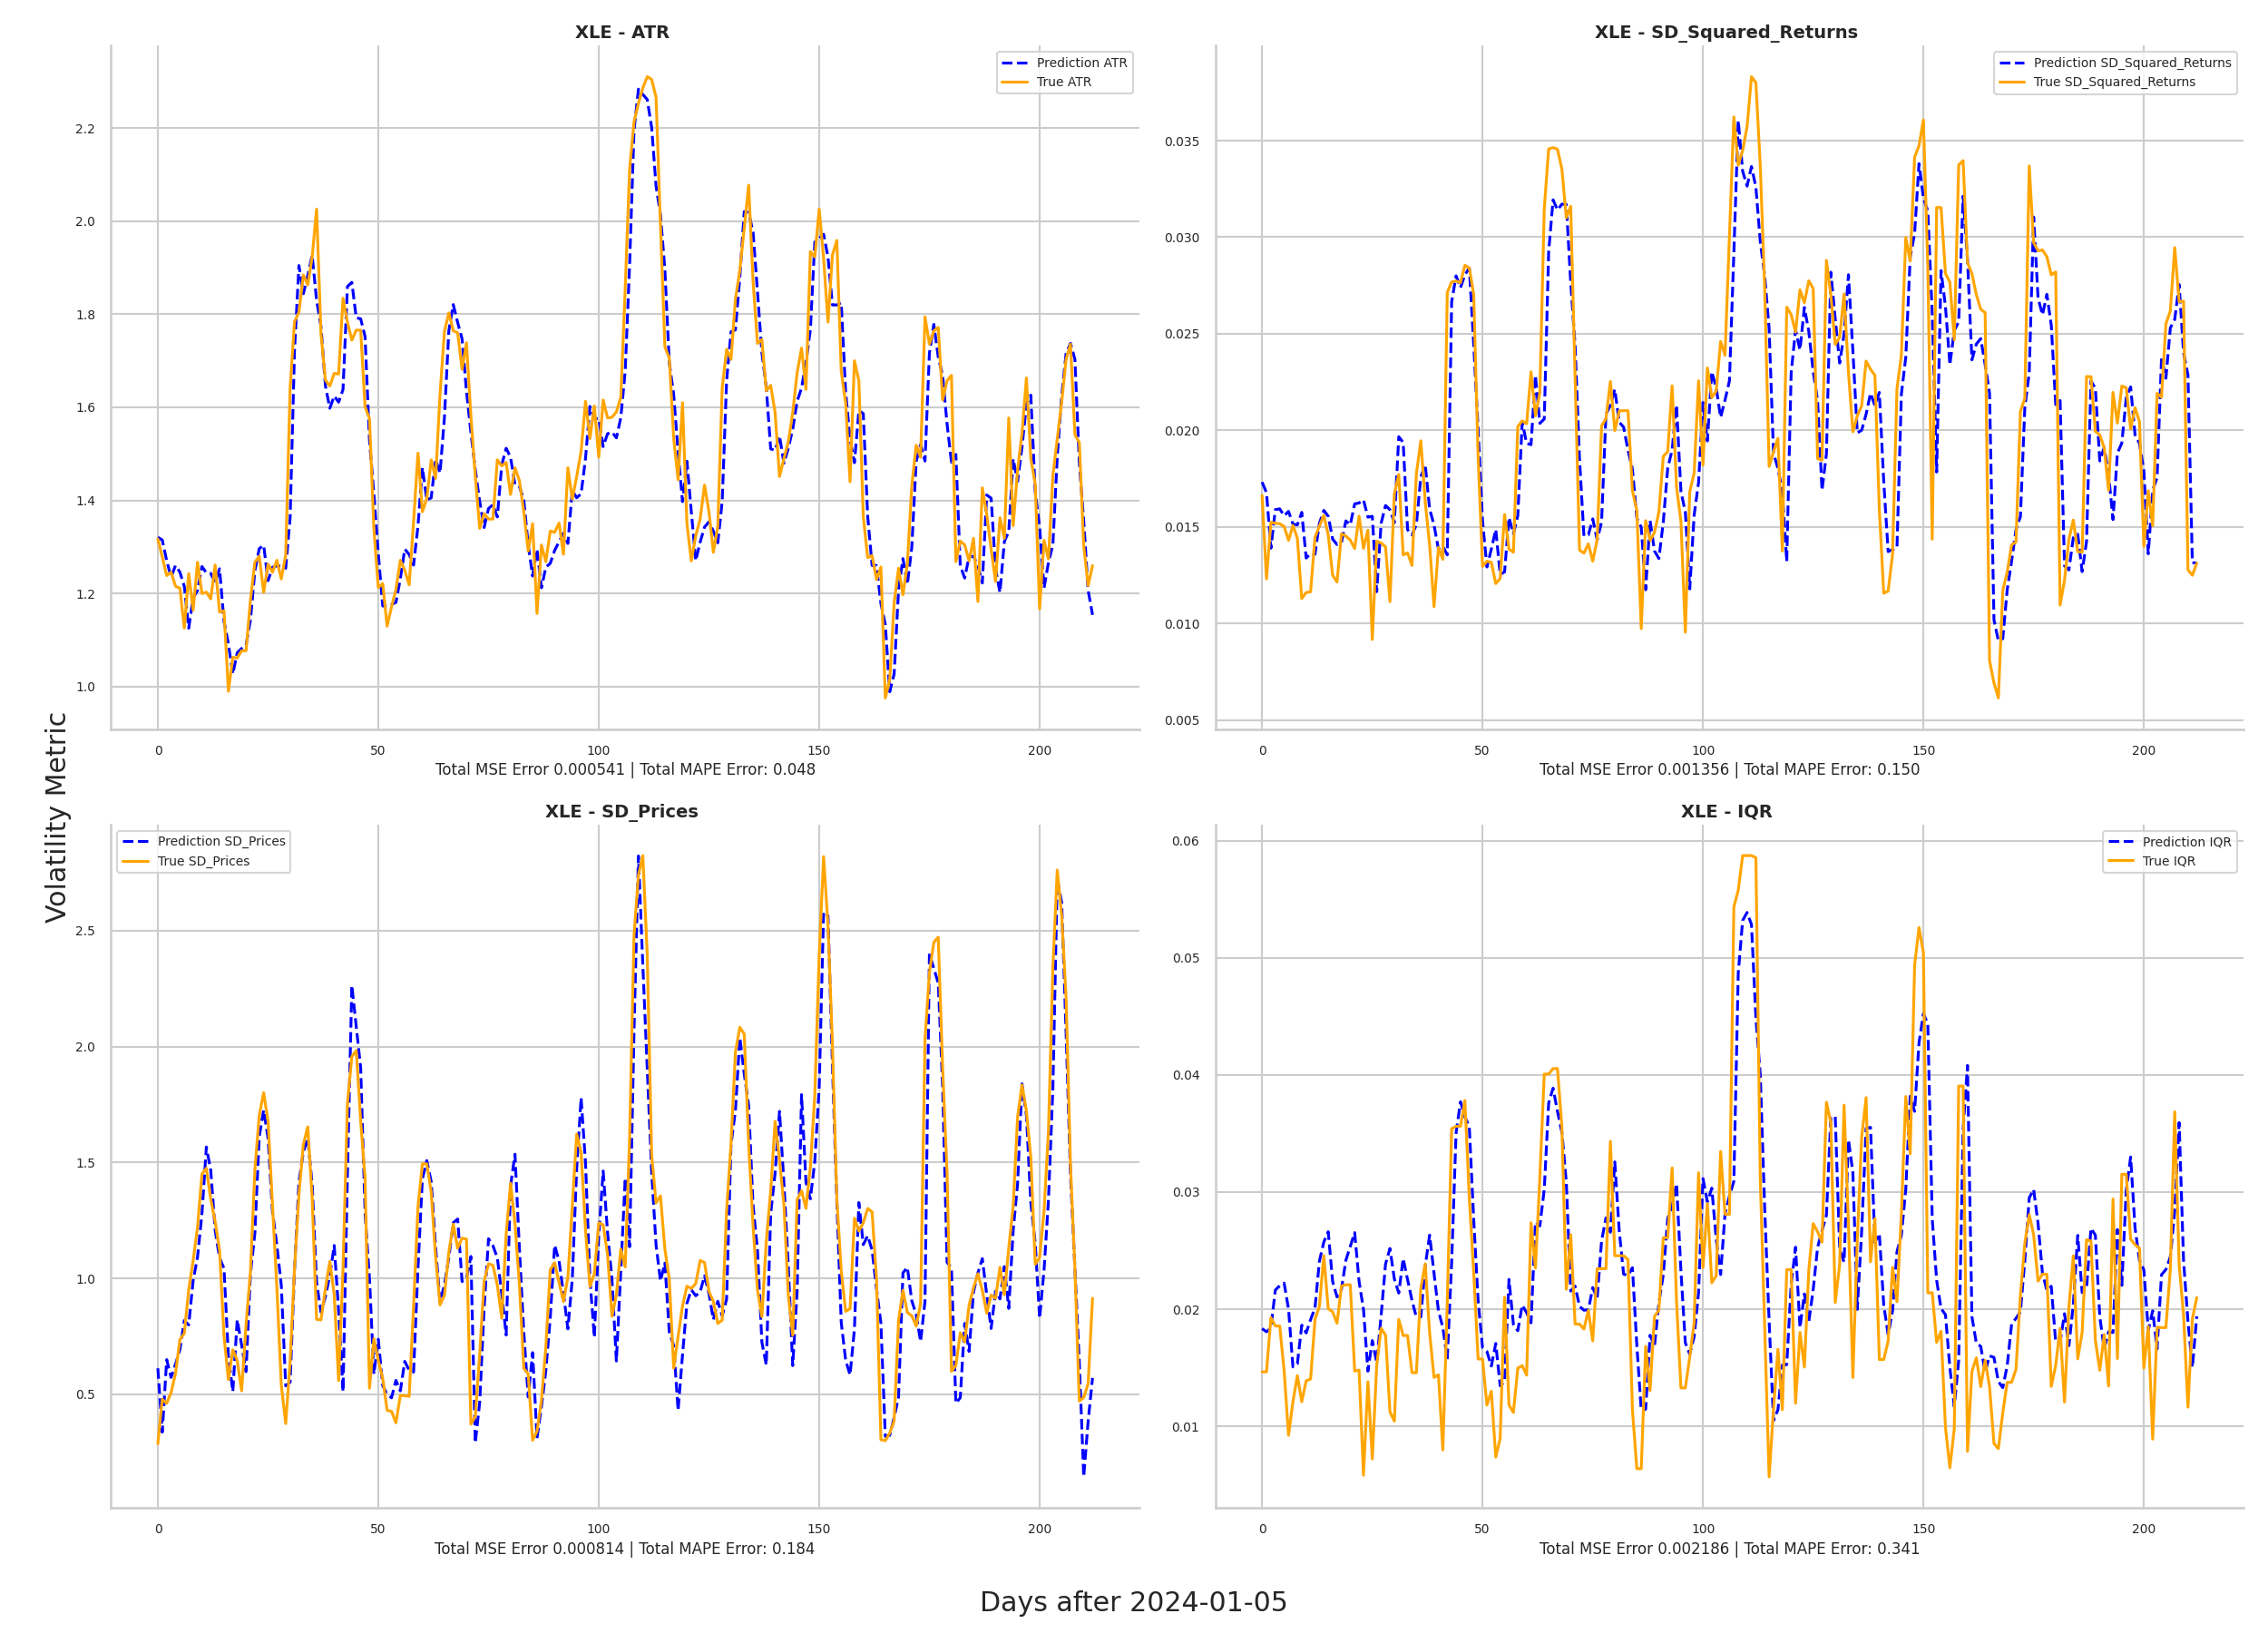 XLE - ATR
Prediction ATR
True ATR
2.2
2.0
1.8
1.6
1.4
1.2
1.0
0
50
100
150
200
Total MSE Error 0.000541 | Total MAPE Error: 0.048
XLE - SD_Squared_Returns
Prediction SD_Squared_Returns
True SD_Squared_Returns
0.035
0.030
0.025
0.020
0.015
0.010
0.005
0
50
100
150
200
Total MSE Error 0.001356 | Total MAPE Error: 0.150
Volatility Metric
XLE - SD_Prices
Prediction SD_Prices
True SD_Prices
2.5
2.0
1.5
1.0
0.5
0
50
100
150
200
Total MSE Error 0.000814 | Total MAPE Error: 0.184
XLE - IQR
Prediction IQR
True IQR
0.06
0.05
0.04
0.03
0.02
0.01
0
50
100
150
200
Total MSE Error 0.002186 | Total MAPE Error: 0.341
Days after 2024-01-05